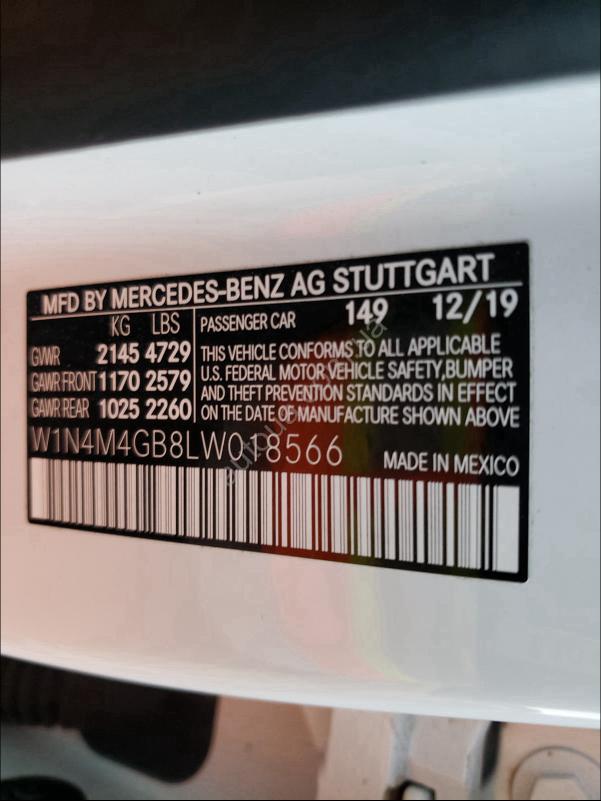 MFD BY MERCEDES-BENZ AG STUTTGART
KG LBS
GVWR 2145 4729
GAWR FRONT 1170 2579
GAWR REAR 1025 2260
PASSENGER CAR 149 12/19
THIS VEHICLE CONFORMS TO ALL APPLICABLE
U.S. FEDERAL MOTOR VEHICLE SAFETY, BUMPER
AND THEFT PREVENTION STANDARDS IN EFFECT
ON THE DATE OF MANUFACTURE SHOWN ABOVE
W1N4M4GB8LW018566
MADE IN MEXICO